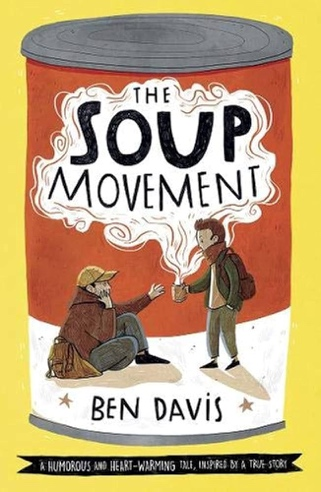 THE
SOUP
MOVEMENT
BEN DAVIS
A HUMOROUS AND HEART-WARMING TALE, INSPIRED BY A TRUE STORY